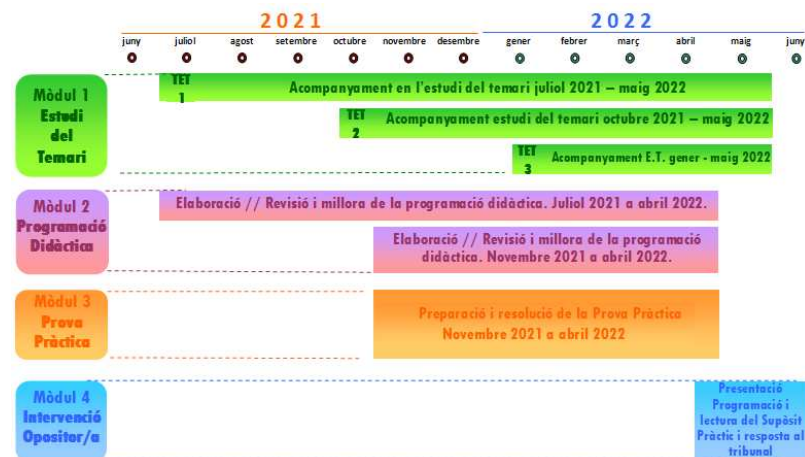 2021
2022
juny juliol agost setembre octubre novembre desembre gener febrer març abril maig juny
Mòdul 1
Estudi
del
Temari
TET
1
Acompanyament en l'estudi del temari juliol 2021 – maig 2022
TET
2
Acompanyament estudi del temari octubre 2021 – maig 2022
TET
3
Acompanyament E.T. gener - maig 2022
Mòdul 2
Programació
Didàctica
Elaboració // Revisió i millora de la programació didàctica. Juliol 2021 a abril 2022.
Elaboració // Revisió i millora de la programació
didàctica. Novembre 2021 a abril 2022.
Mòdul 3
Prova
Pràctica
Preparació i resolució de la Prova Pràctica
Novembre 2021 a abril 2022
Mòdul 4
Intervenció
Opositor/a
Presentació
Programació i
lectura del Supòsit
Pràctic i resposta al
tribunal